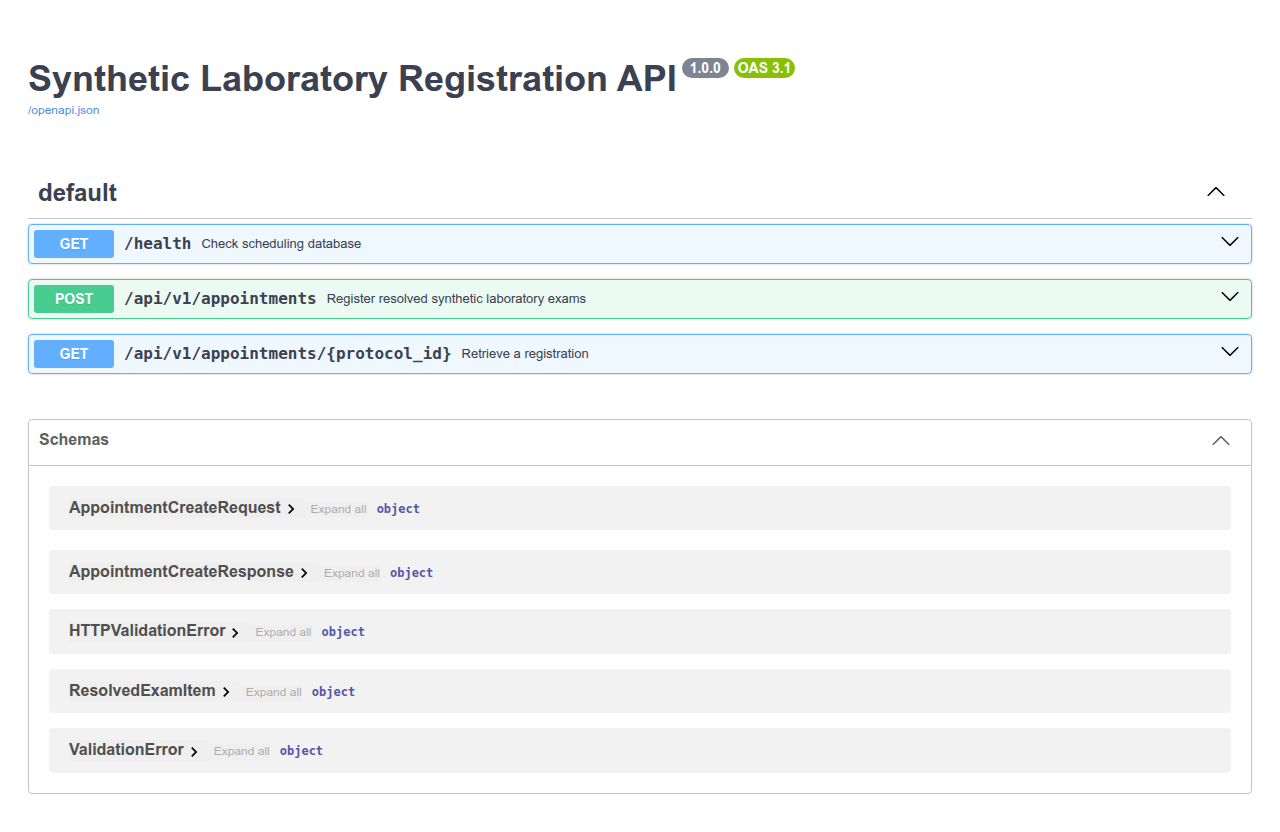 Synthetic Laboratory Registration API 1.0.0 OAS 3.1
/openapi.json
default
GET /health Check scheduling database
POST /api/v1/appointments Register resolved synthetic laboratory exams
GET /api/v1/appointments/{protocol_id} Retrieve a registration
Schemas
AppointmentCreateRequest Expand all object
AppointmentCreateResponse Expand all object
HTTPValidationError Expand all object
ResolvedExamItem Expand all object
ValidationError Expand all object